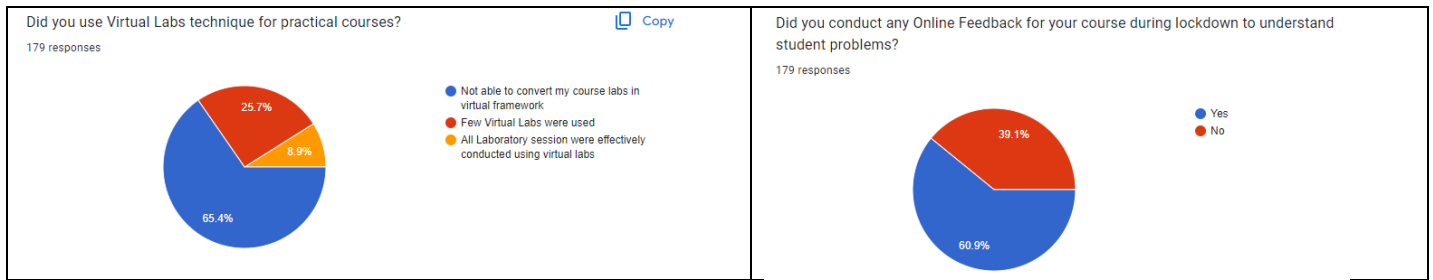 Did you use Virtual Labs technique for practical courses?
Copy
179 responses
25.7%
8.9%
65.4%
Not able to convert my course labs in
virtual framework
Few Virtual Labs were used
All Laboratory session were effectively
conducted using virtual labs
Did you conduct any Online Feedback for your course during lockdown to understand
student problems?
179 responses
39.1%
60.9%
Yes
No